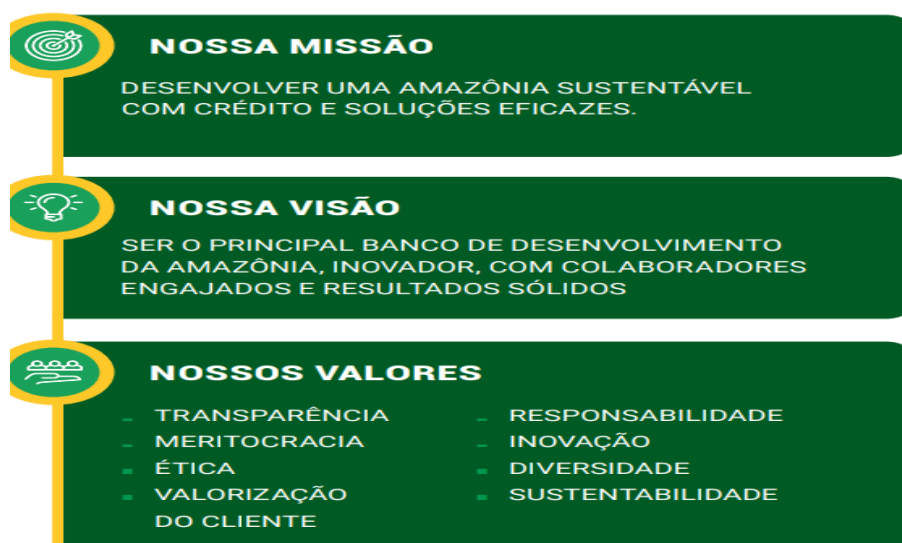 NOSSA MISSÃO
DESENVOLVER UMA AMAZÔNIA SUSTENTÁVEL
COM CRÉDITO E SOLUÇÕES EFICAZES.
NOSSA VISÃO
SER O PRINCIPAL BANCO DE DESENVOLVIMENTO
DA AMAZÔNIA, INOVADOR, COM COLABORADORES
ENGAJADOS E RESULTADOS SÓLIDOS
NOSSOS VALORES
TRANSPARÊNCIA
MERITOCRACIA
ÉTICA
VALORIZAÇÃO
DO CLIENTE
RESPONSABILIDADE
INOVAÇÃO
DIVERSIDADE
SUSTENTABILIDADE